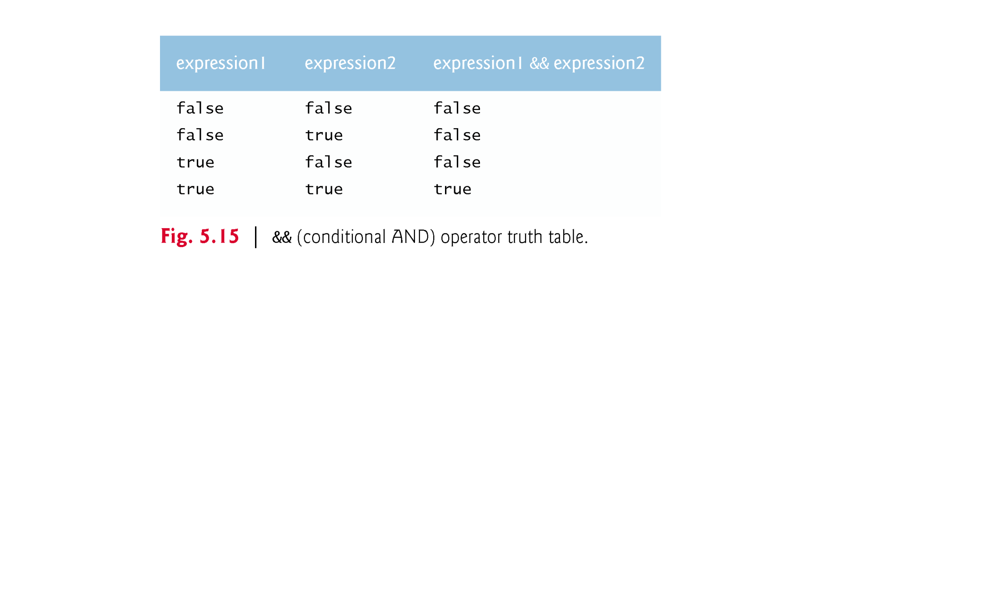 expression1 expression2 expression1 && expression2
false false false
false true false
true false false
true true true
Fig. 5.15 | && (conditional AND) operator truth table.